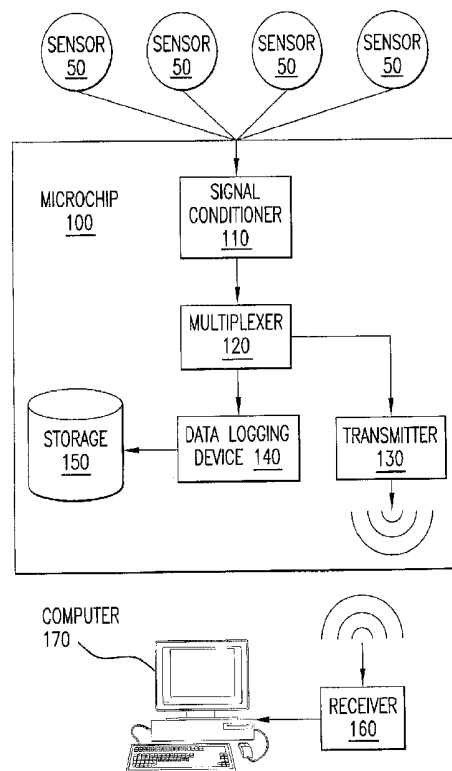 SENSOR
50
SENSOR
50
SENSOR
50
SENSOR
50
MICROCHIP
100
SIGNAL
CONDITIONER
110
MULTIPLEXER
120
STORAGE
150
DATA LOGGING
DEVICE 140
TRANSMITTER
130
COMPUTER
170
RECEIVER
160